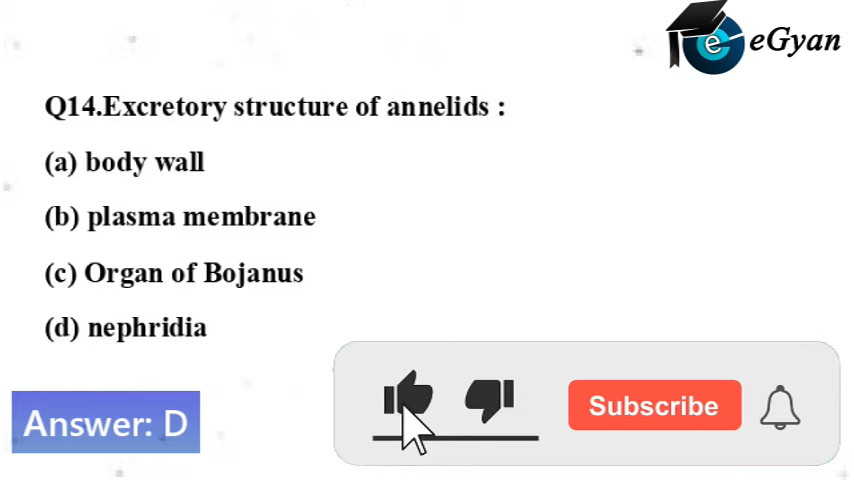 e eGyan
Q14.Excretory structure of annelids :
(a) body wall
(b) plasma membrane
(c) Organ of Bojanus
(d) nephridia
Answer: D
Subscribe